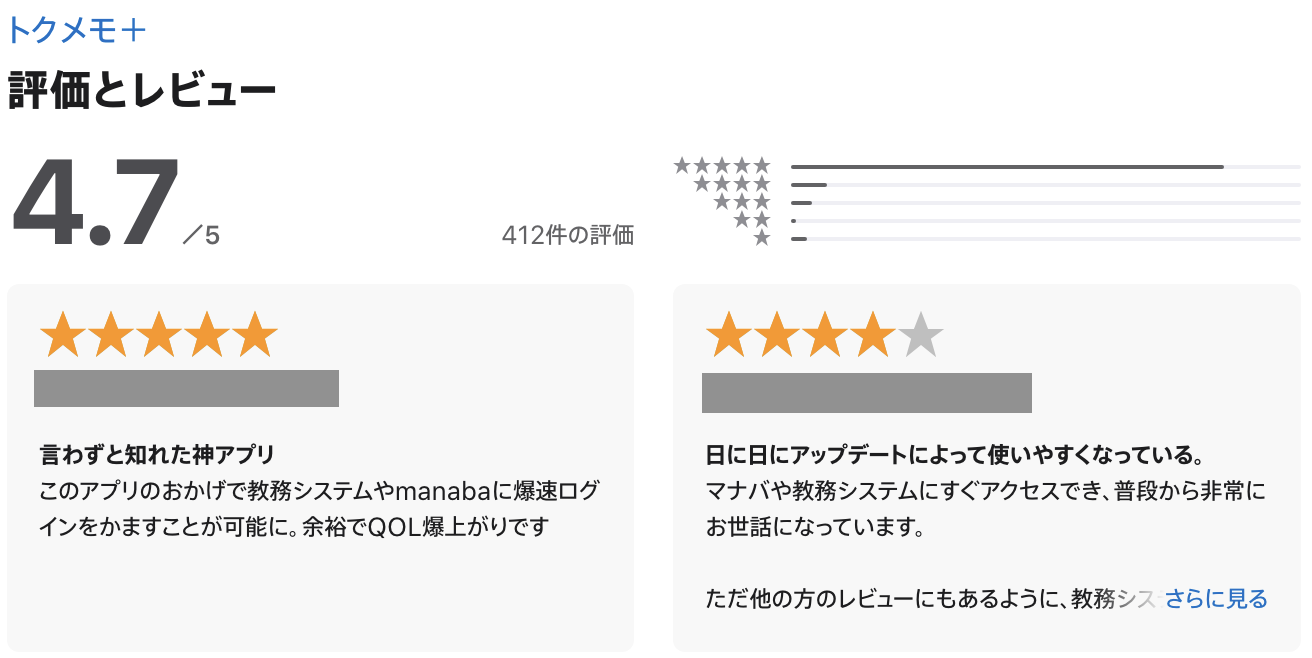 トクメモ＋
評価とレビュー
4.7／5
412件の評価
言わずと知れた神アプリ
このアプリのおかげで教務システムやmanabaに爆速ログ
インをかますことが可能に。余裕でQOL爆上がりです
日に日にアップデートによって使いやすくなっている。
マナバや教務システムにすぐアクセスでき、普段から非常に
お世話になっています。
ただ他の方のレビューにもあるように、教務シス さらに見る